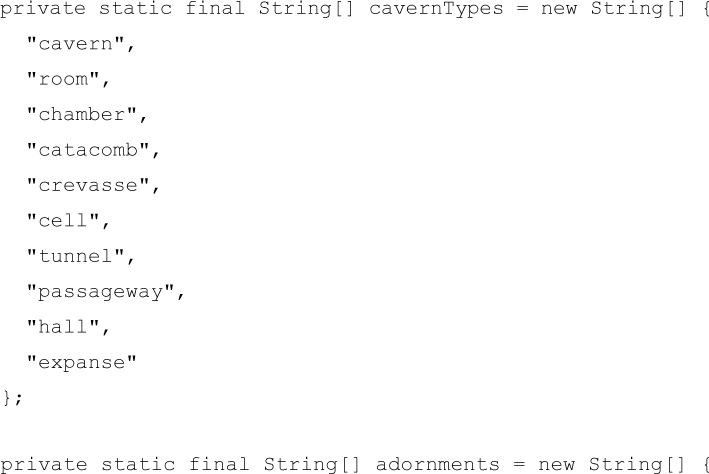 private static final String[] cavernTypes = new String[] {
  "cavern",
  "room",
  "chamber",
  "catacomb",
  "crevasse",
  "cell",
  "tunnel",
  "passageway",
  "hall",
  "expanse"
};

private static final String[] adornments = new String[] {